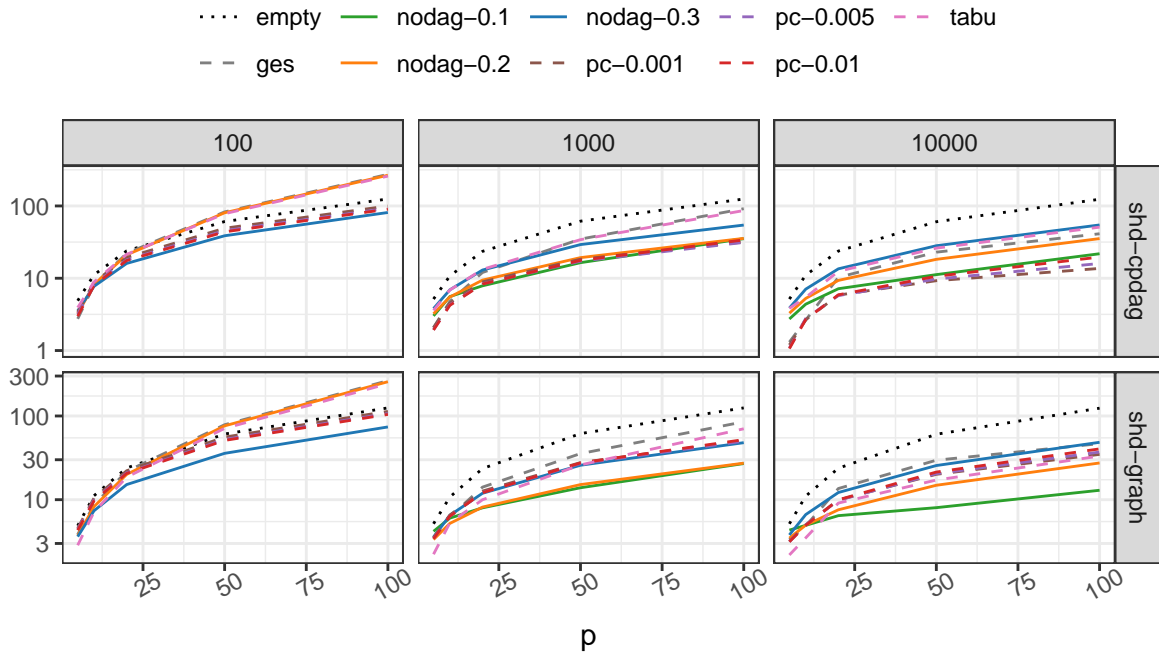 empty nodag−0.1 nodag−0.3 pc−0.005 tabu
ges nodag−0.2 pc−0.001 pc−0.01
100 1000 10000
100
10
1
shd−cpdag
300
100
30
10
3
shd−graph
25 50 75 100 25 50 75 100 25 50 75 100
p